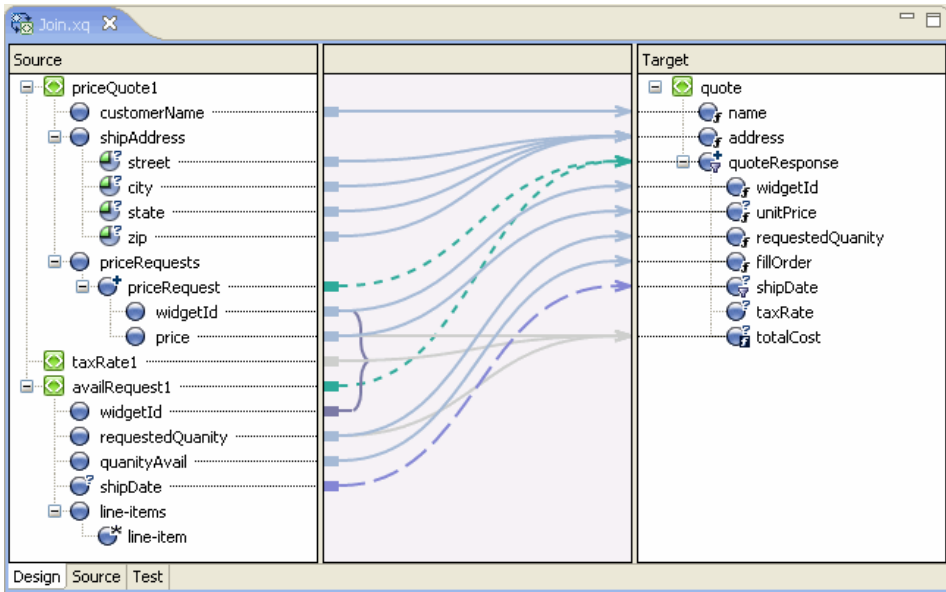 Join.xq
Source
priceQuote1
customerName
shipAddress
street
city
state
zip
priceRequests
priceRequest
widgetId
price
taxRate1
availRequest1
widgetId
requestedQuanity
quanityAvail
shipDate
line-items
line-item
Target
quote
name
address
quoteResponse
widgetId
unitPrice
requestedQuanity
fillOrder
shipDate
taxRate
totalCost
Design Source Test